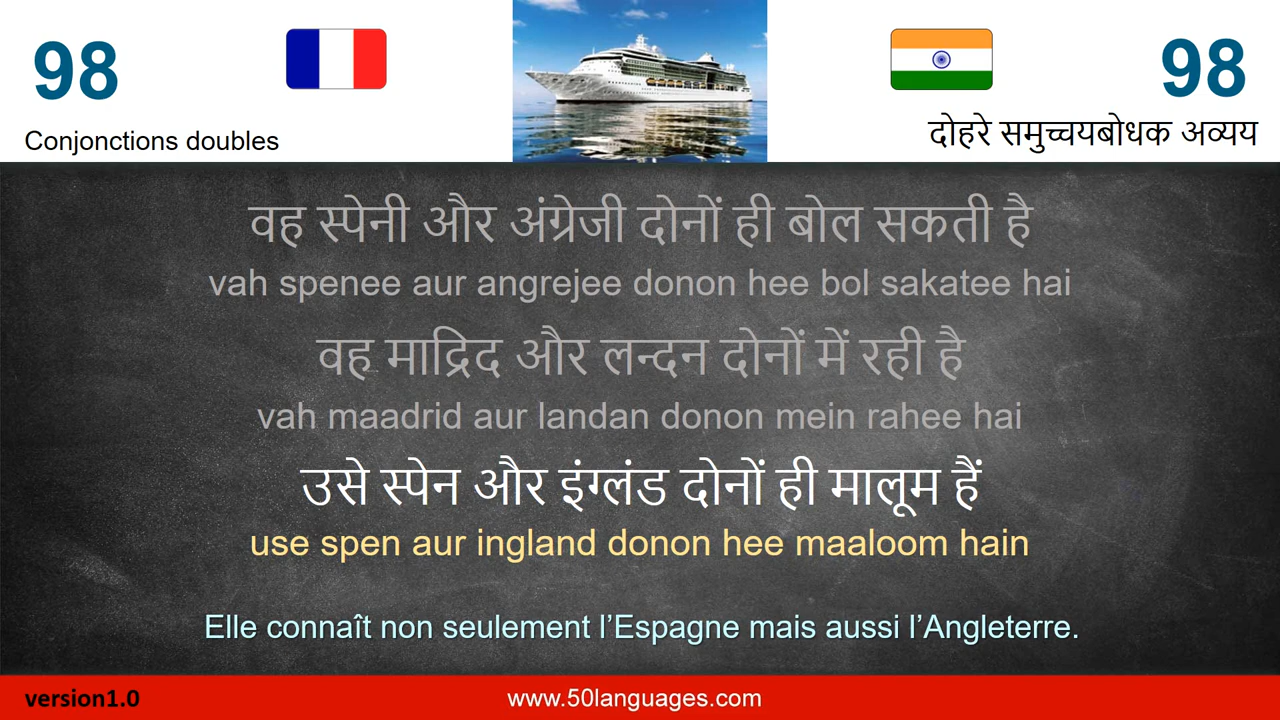 98
98
Conjonctions doubles
दोहरे समुच्चयबोधक अव्यय
वह स्पेनी और अंग्रेजी दोनों ही बोल सकती है
vah spenee aur angrejee donon hee bol sakatee hai
वह माद्रिद और लन्दन दोनों में रही है
vah maadrid aur landan donon mein rahee hai
उसे स्पेन और इंग्लंड दोनों ही मालूम हैं
use spen aur ingland donon hee maaloom hain
Elle connaît non seulement l’Espagne mais aussi l’Angleterre.
version1.0
www.50languages.com